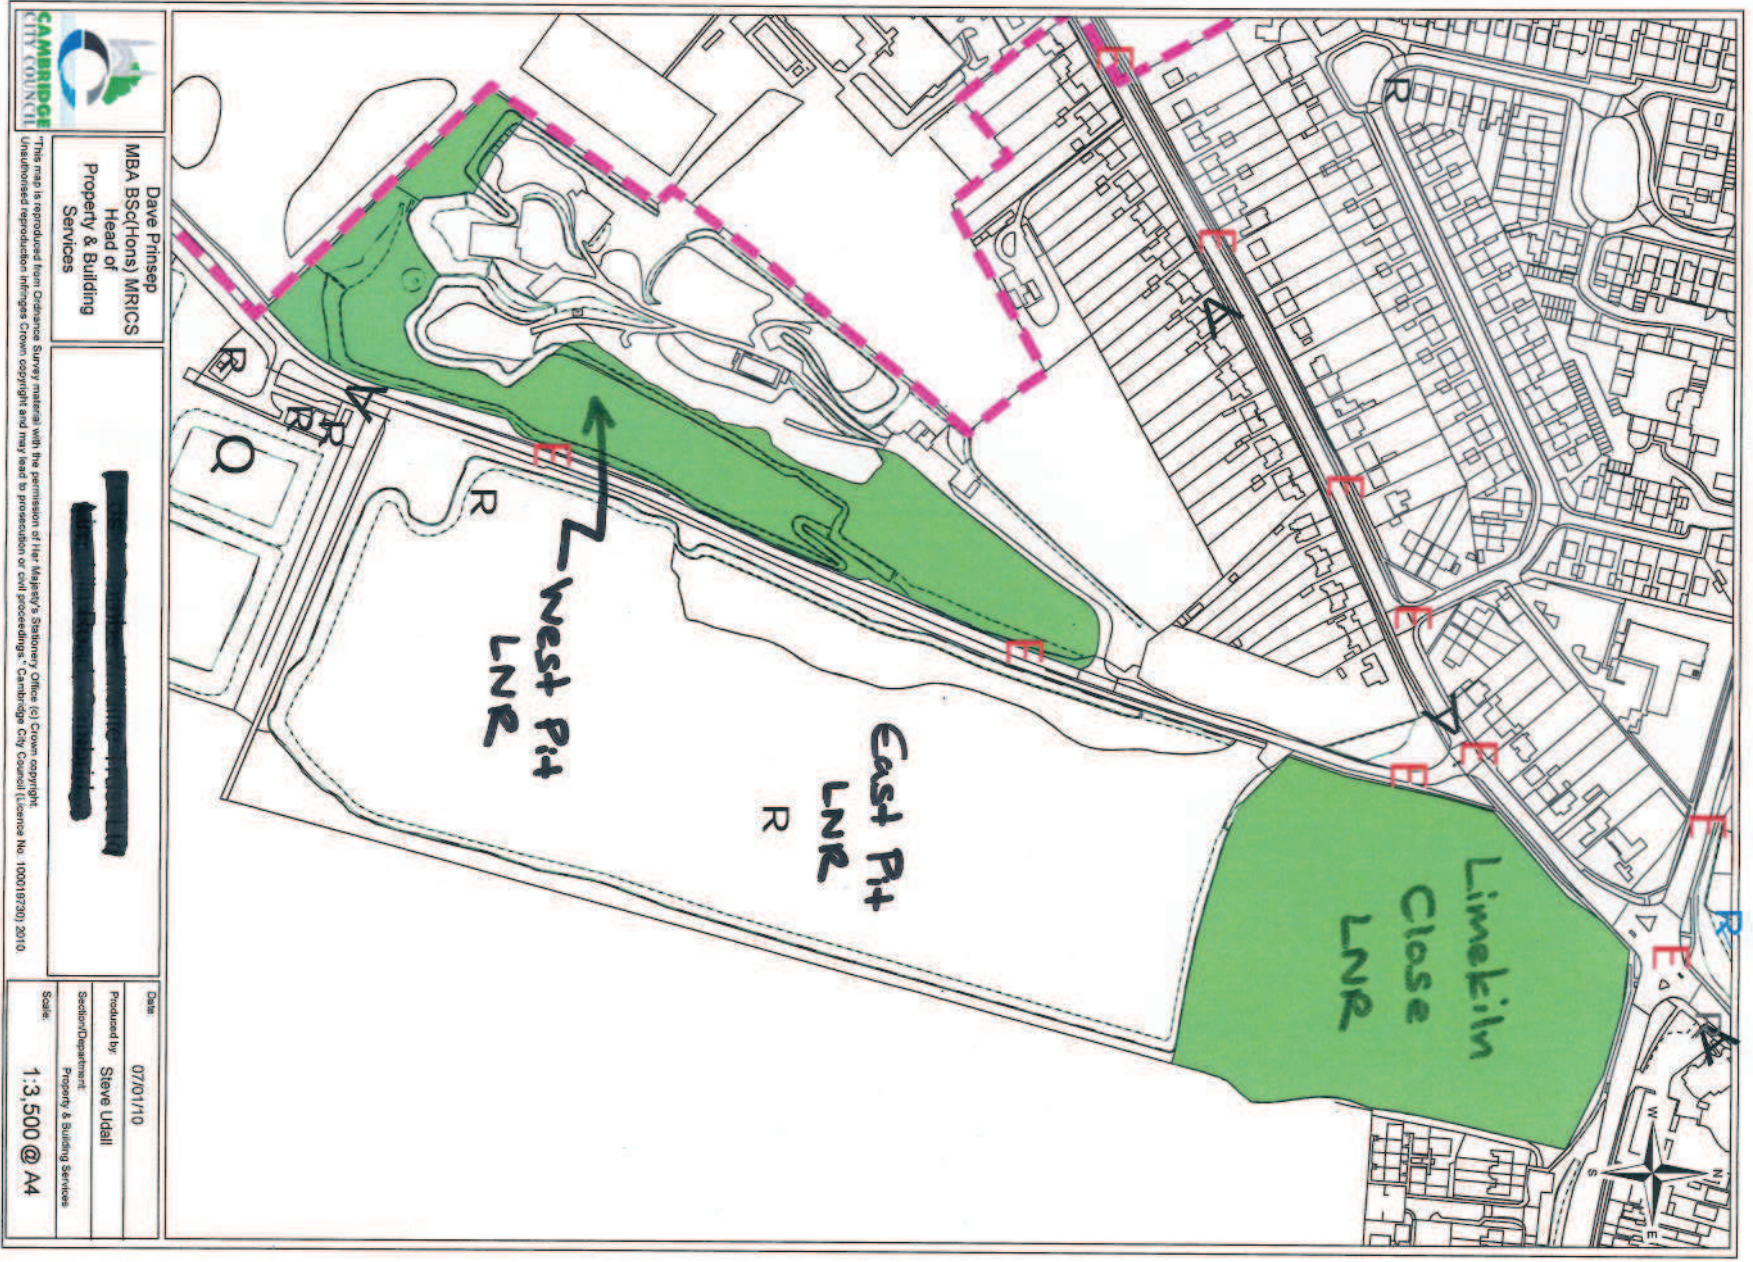 CAMBRIDGE
CITY COUNCIL
Dave Prinsep
MBA BSc(Hons) MRICS
Head of
Property & Building
Services
"This map is reproduced from Ordnance Survey material with the permission of Her Majesty's Stationery Office (c) Crown copyright.
Unauthorised reproduction infringes Crown copyright and may lead to prosecution or civil proceedings." Cambridge City Council (Licence No. 100019730) 2010.
Date: 07/01/10
Produced by: Steve Udall
Section/Department: Property & Building Services
Scale: 1:3,500 @ A4
Limekiln
Close
LNR
East Pit
LNR
West Pit
LNR
N
W
E
S
E
E
E
E
E
E
E
E
E
E
A
A
A
A
R
R
R
R
R
R
R
R
Q